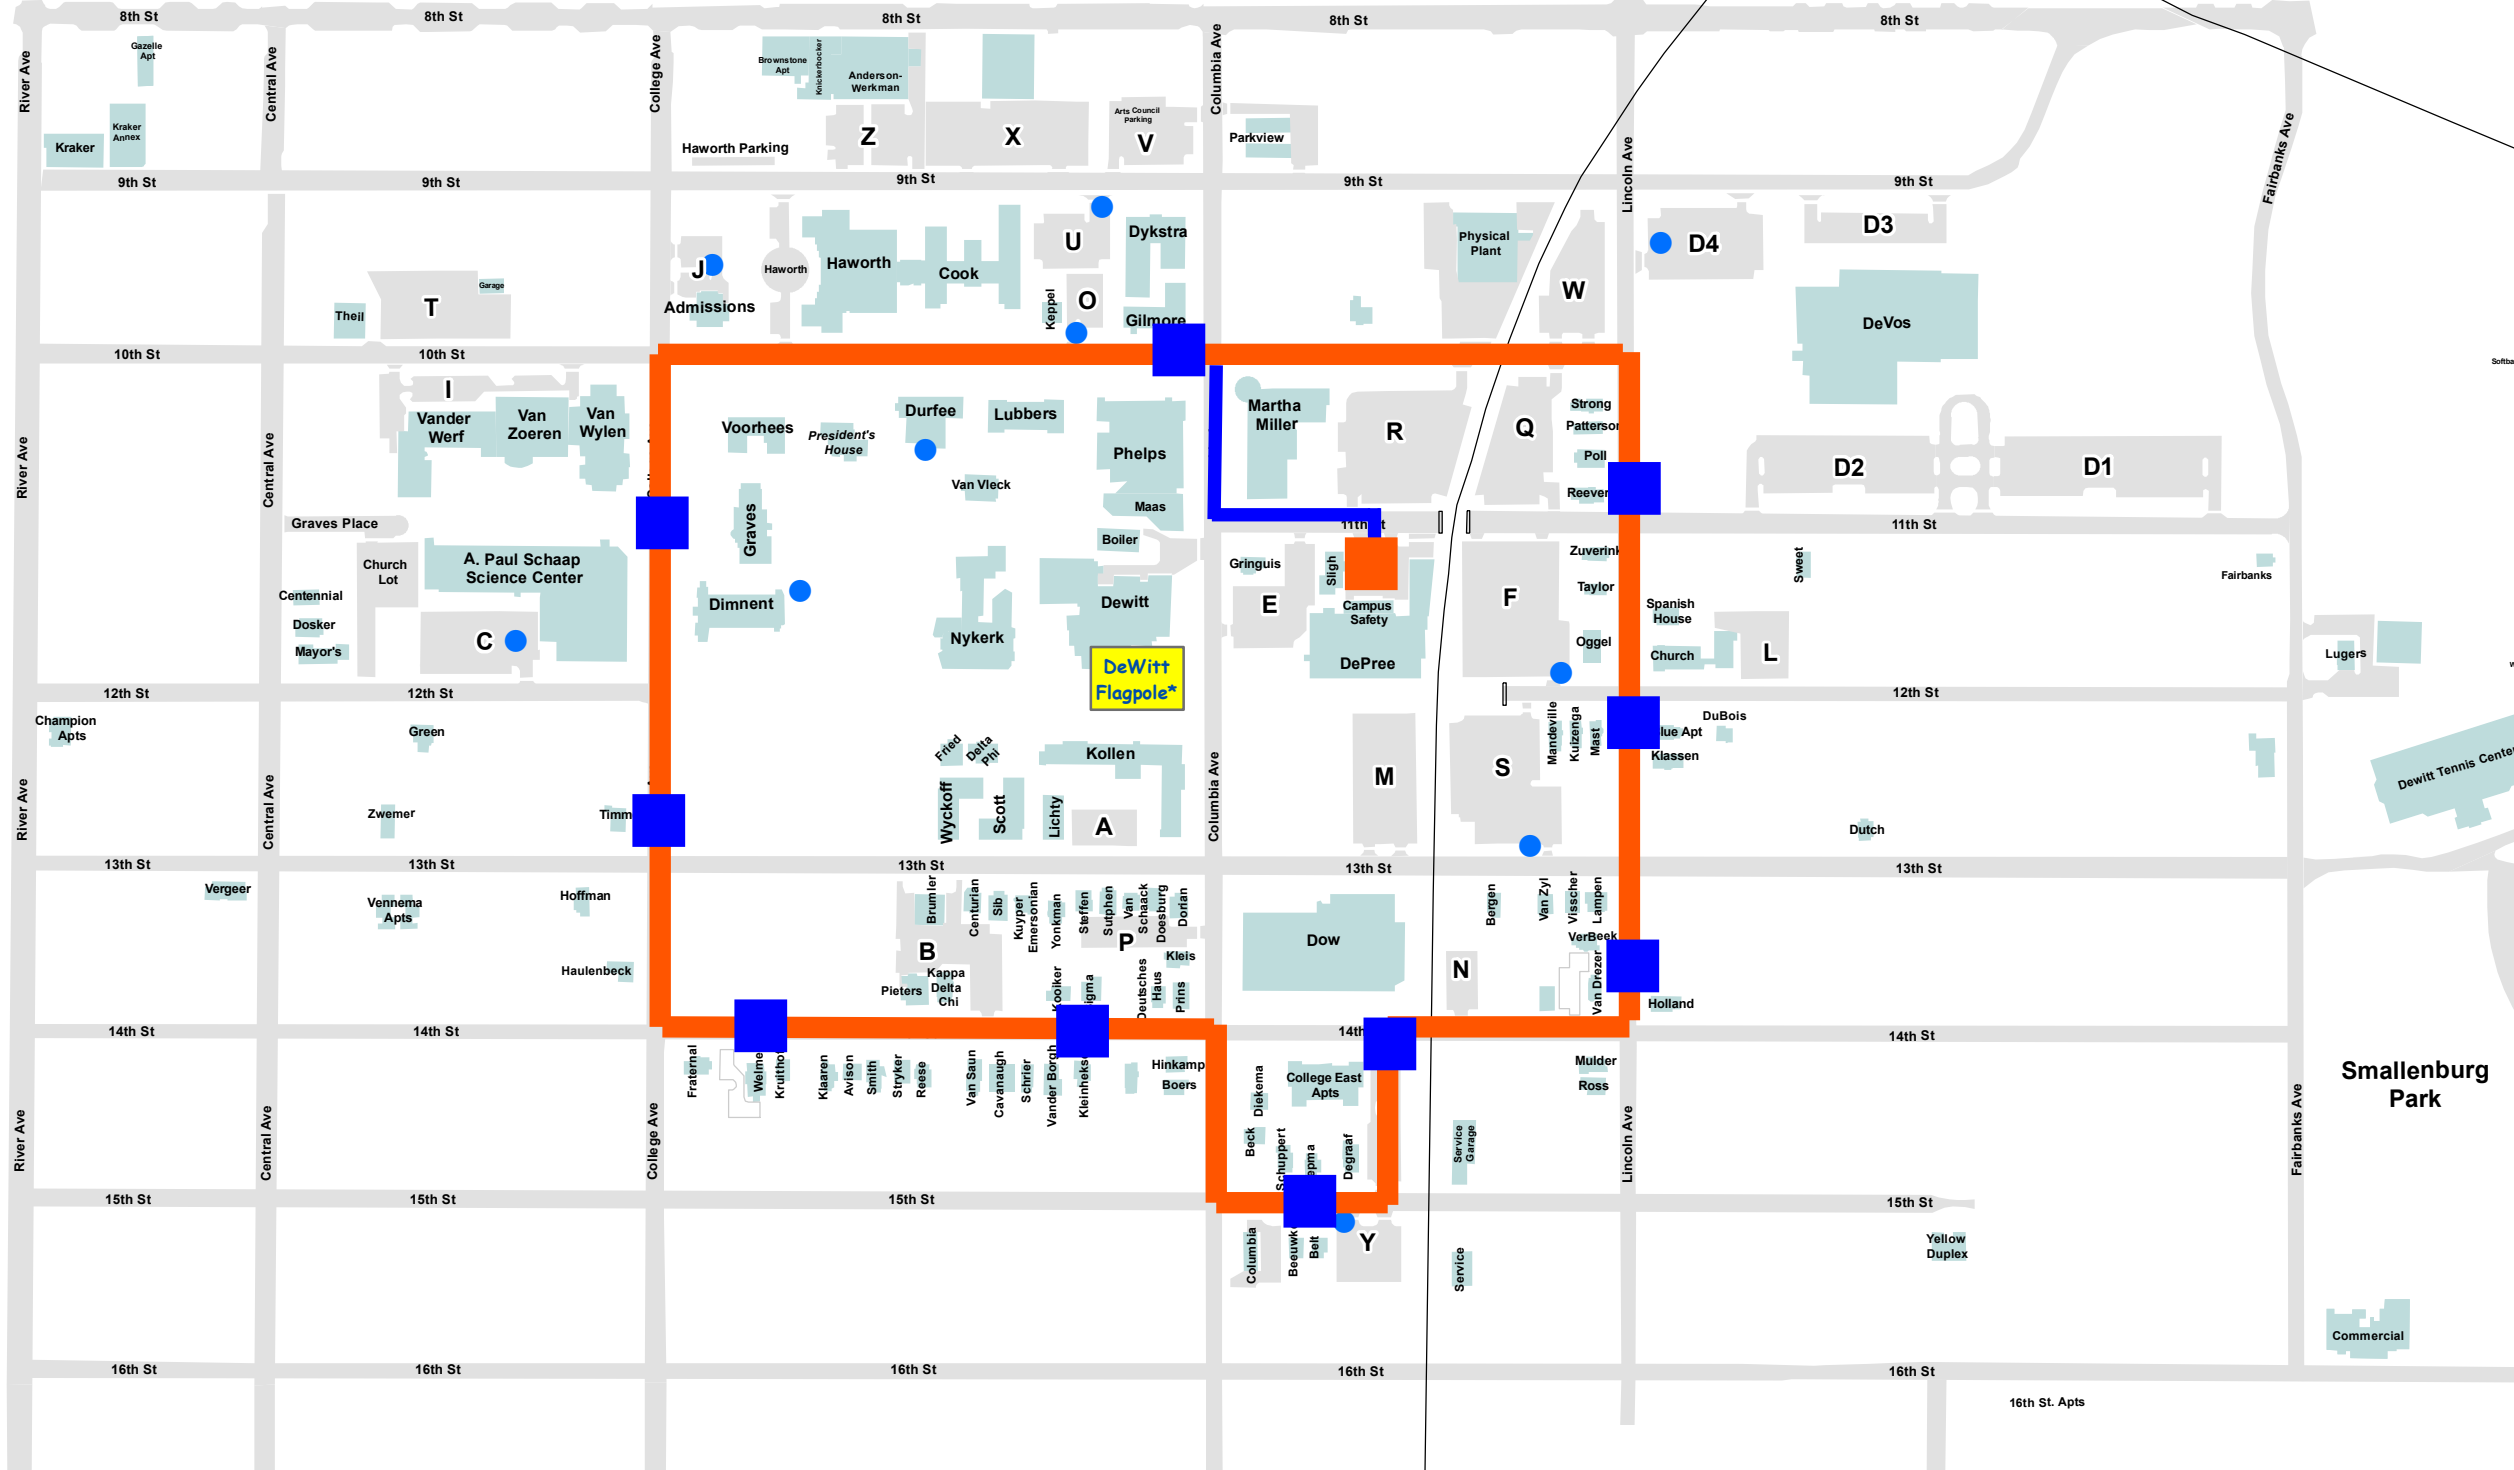 8th St
8th St
8th St
8th St
8th St
River Ave
Central Ave
College Ave
Columbia Ave
Lincoln Ave
Fairbanks Ave
Gazelle
Apt
Kraker
Annex
Kraker
Brownstone
Apt
Knickerbocker
Anderson-
Werkman
Haworth Parking
Z
X
Arts Council
Parking
V
Parkview
9th St
9th St
9th St
9th St
9th St
J
Admissions
Haworth
Haworth
Cook
U
O
Keppel
Dykstra
Gilmore
Physical
Plant
W
D4
D3
DeVos
Softba
T
Garage
Theil
10th St
10th St
I
Vander
Werf
Van
Zoeren
Van
Wylen
Voorhees
President's
House
Durfee
Lubbers
Phelps
Van Vleck
Maas
Boiler
Graves
Martha
Miller
R
Q
Strong
Patterson
Poll
Reever
D2
D1
River Ave
Central Ave
Graves Place
Church
Lot
A. Paul Schaap
Science Center
Centennial
Dosker
Mayor's
C
Dimnent
Nykerk
Dewitt
DeWitt
Flagpole*
11th St
11th St
Gringuis
Sligh
E
Campus
Safety
DePree
F
Zuverink
Taylor
Oggel
Sweet
Spanish
House
Church
L
Fairbanks
Lugers
W
12th St
12th St
12th St
Champion
Apts
Green
Zwemer
Timm
Fried
Delta
Phi
Kollen
Wyckoff
Scott
Lichty
A
M
S
Mandeville
Kuizenga
Mast
lue Apt
Klassen
DuBois
Dutch
Dewitt Tennis Center
River Ave
Central Ave
Columbia Ave
13th St
13th St
13th St
13th St
13th St
Vergeer
Vennema
Apts
Hoffman
Haulenbeck
Brumler
B
Centurian
Sib
Kuyper
Emersonian
Yonkman
Steffen
Sutphen
Van
Schaack
Doesburg
Dorian
P
Kleis
Pieters
Kappa
Delta
Chi
Kooiker
igma
Deutsches
Haus
Prins
Dow
N
Bergen
Van Zyl
Visscher
Lampen
VerBeek
Van Drezer
Holland
14th St
14th St
14th
14th St
Fraternal
Welme
Kruithof
Klaaren
Avison
Smith
Stryker
Reese
Van Saun
Cavanaugh
Schrier
Vander Borgh
Kleinhekse
Hinkamp
Boers
Diekema
College East
Apts
Beck
Schuppert
epma
Degraaf
Service
Garage
Mulder
Ross
Smallenburg
Park
River Ave
Central Ave
College Ave
Lincoln Ave
Fairbanks Ave
15th St
15th St
15th St
15th St
Columbia
Beeuwk
Belt
Y
Service
Yellow
Duplex
Commercial
16th St
16th St
16th St
16th St
16th St
16th St. Apts